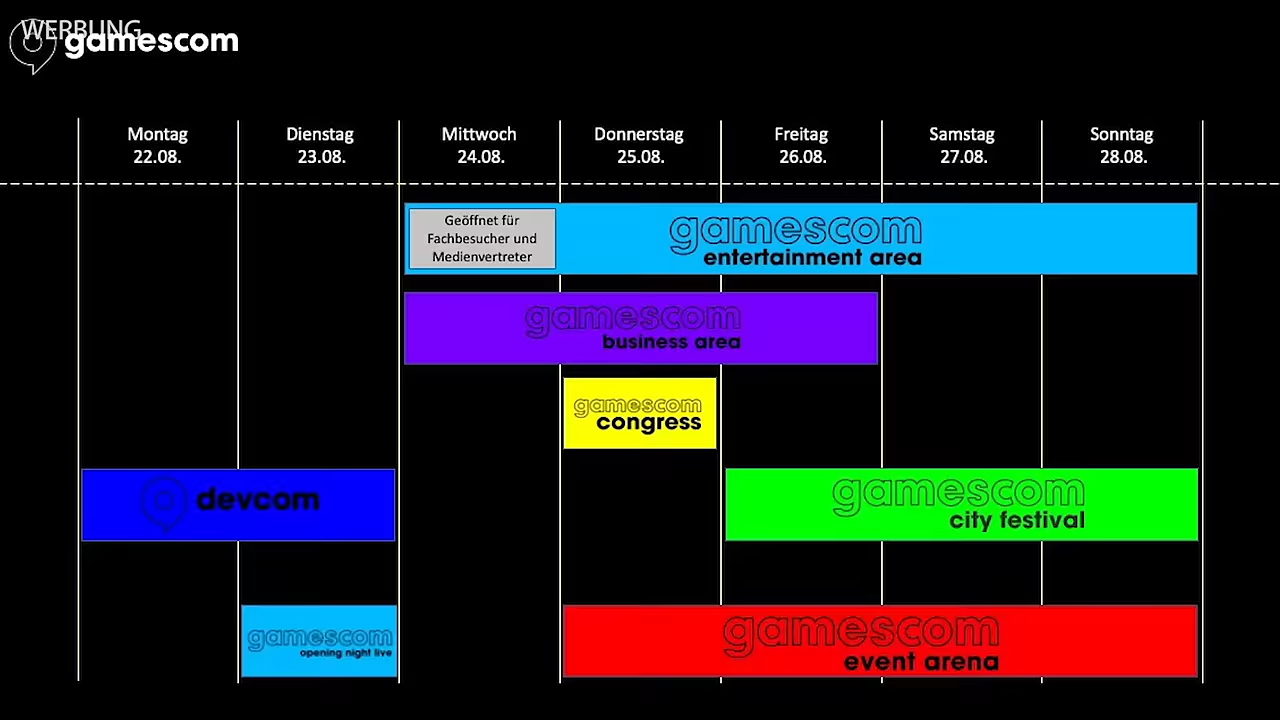 WERBUNG
gamescom
Montag
22.08.
Dienstag
23.08.
Mittwoch
24.08.
Donnerstag
25.08.
Freitag
26.08.
Samstag
27.08.
Sonntag
28.08.
Geöffnet für
Fachbesucher und
Medienvertreter
gamescom
entertainment area
gamescom
business area
gamescom
congress
devcom
gamescom
city festival
gamescom
opening night live
gamescom
event arena